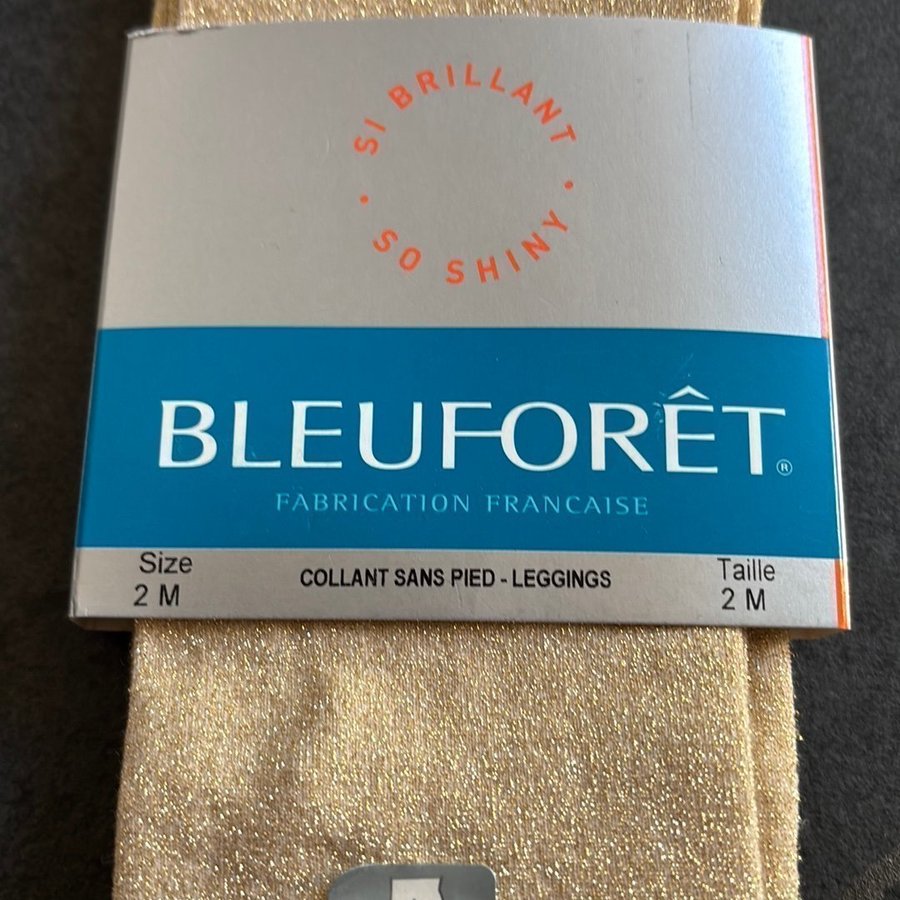 SI BRILLANT
• SO SHINY •
BLEUFORÊT®
FABRICATION FRANCAISE
Size
2 M
COLLANT SANS PIED - LEGGINGS
Taille
2 M